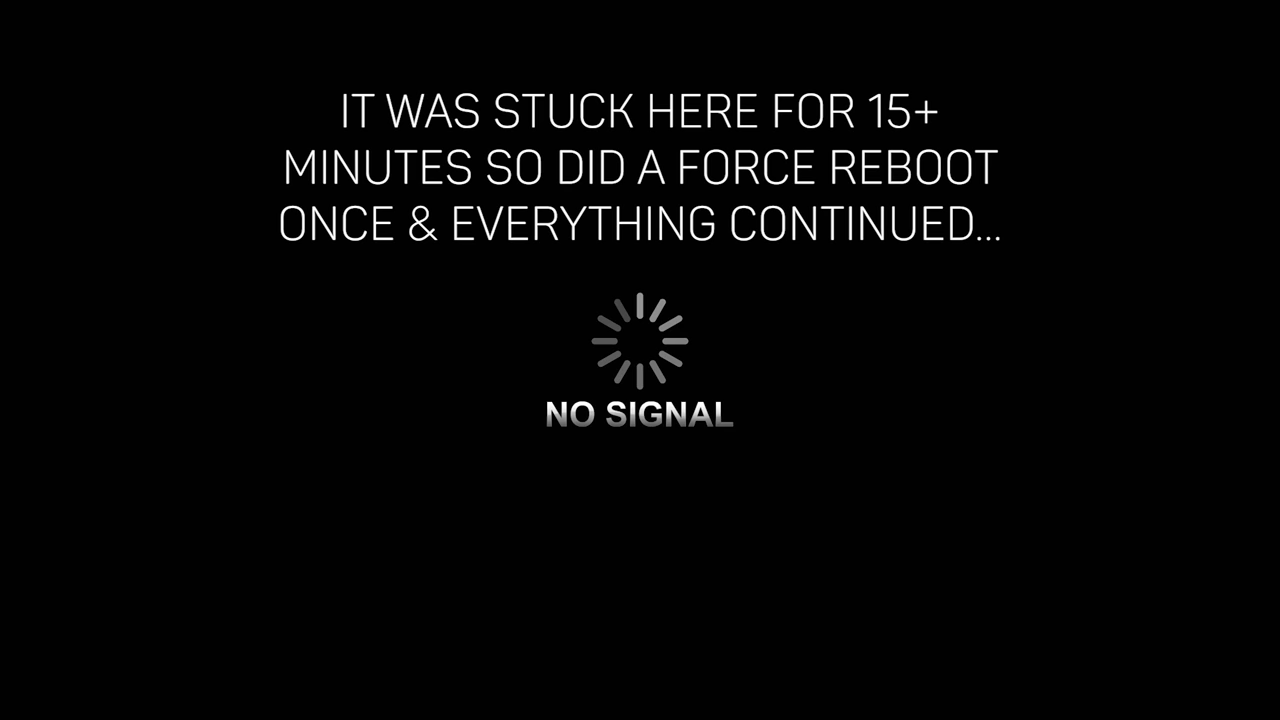 IT WAS STUCK HERE FOR 15+
MINUTES SO DID A FORCE REBOOT
ONCE & EVERYTHING CONTINUED...
NO SIGNAL